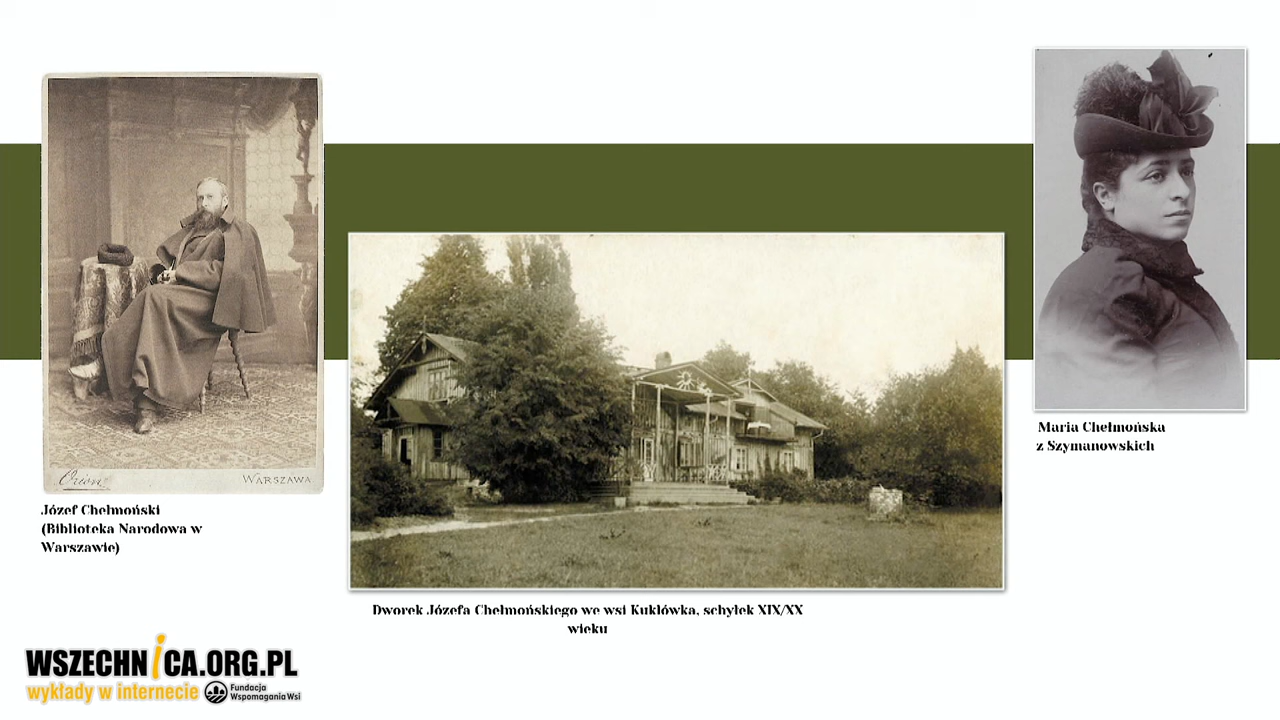 Orion
WARSZAWA
Józef Chełmoński
(Biblioteka Narodowa w
Warszawie)
Dworek Józefa Chełmońskiego we wsi Kuklówka, schyłek XIX/XX
wieku
Maria Chełmońska
z Szymanowskich
WSZECHNICA.ORG.PL
wykłady w internecie
Fundacja
Wspomagania Wsi